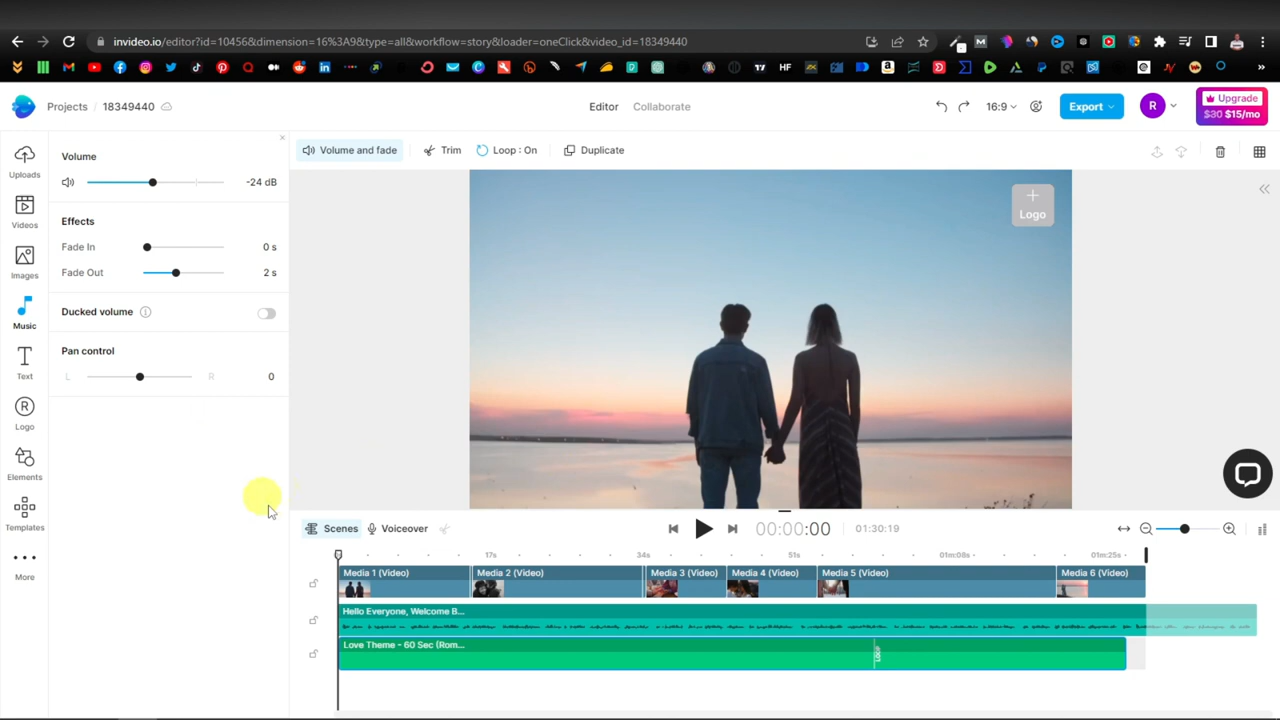 invideo.io/editor?id=10456&dimension=16%3A9&type=all&workflow=story&loader=oneClick&video_id=18349440
Projects / 18349440
Editor
Collaborate
16:9
Export
R
Upgrade
$30 $15/mo
Uploads
Videos
Images
Music
Text
Logo
Elements
Templates
More
Volume
-24 dB
Effects
Fade In
0 s
Fade Out
2 s
Ducked volume
Pan control
L
R
0
Volume and fade
Trim
Loop : On
Duplicate
+
Logo
Scenes
Voiceover
00:00:00
01:30:19
17s
34s
51s
01m:08s
01m:25s
Media 1 (Video)
Media 2 (Video)
Media 3 (Video)
Media 4 (Video)
Media 5 (Video)
Media 6 (Video)
Hello Everyone, Welcome B...
Love Theme - 60 Sec (Rom...
LOOP